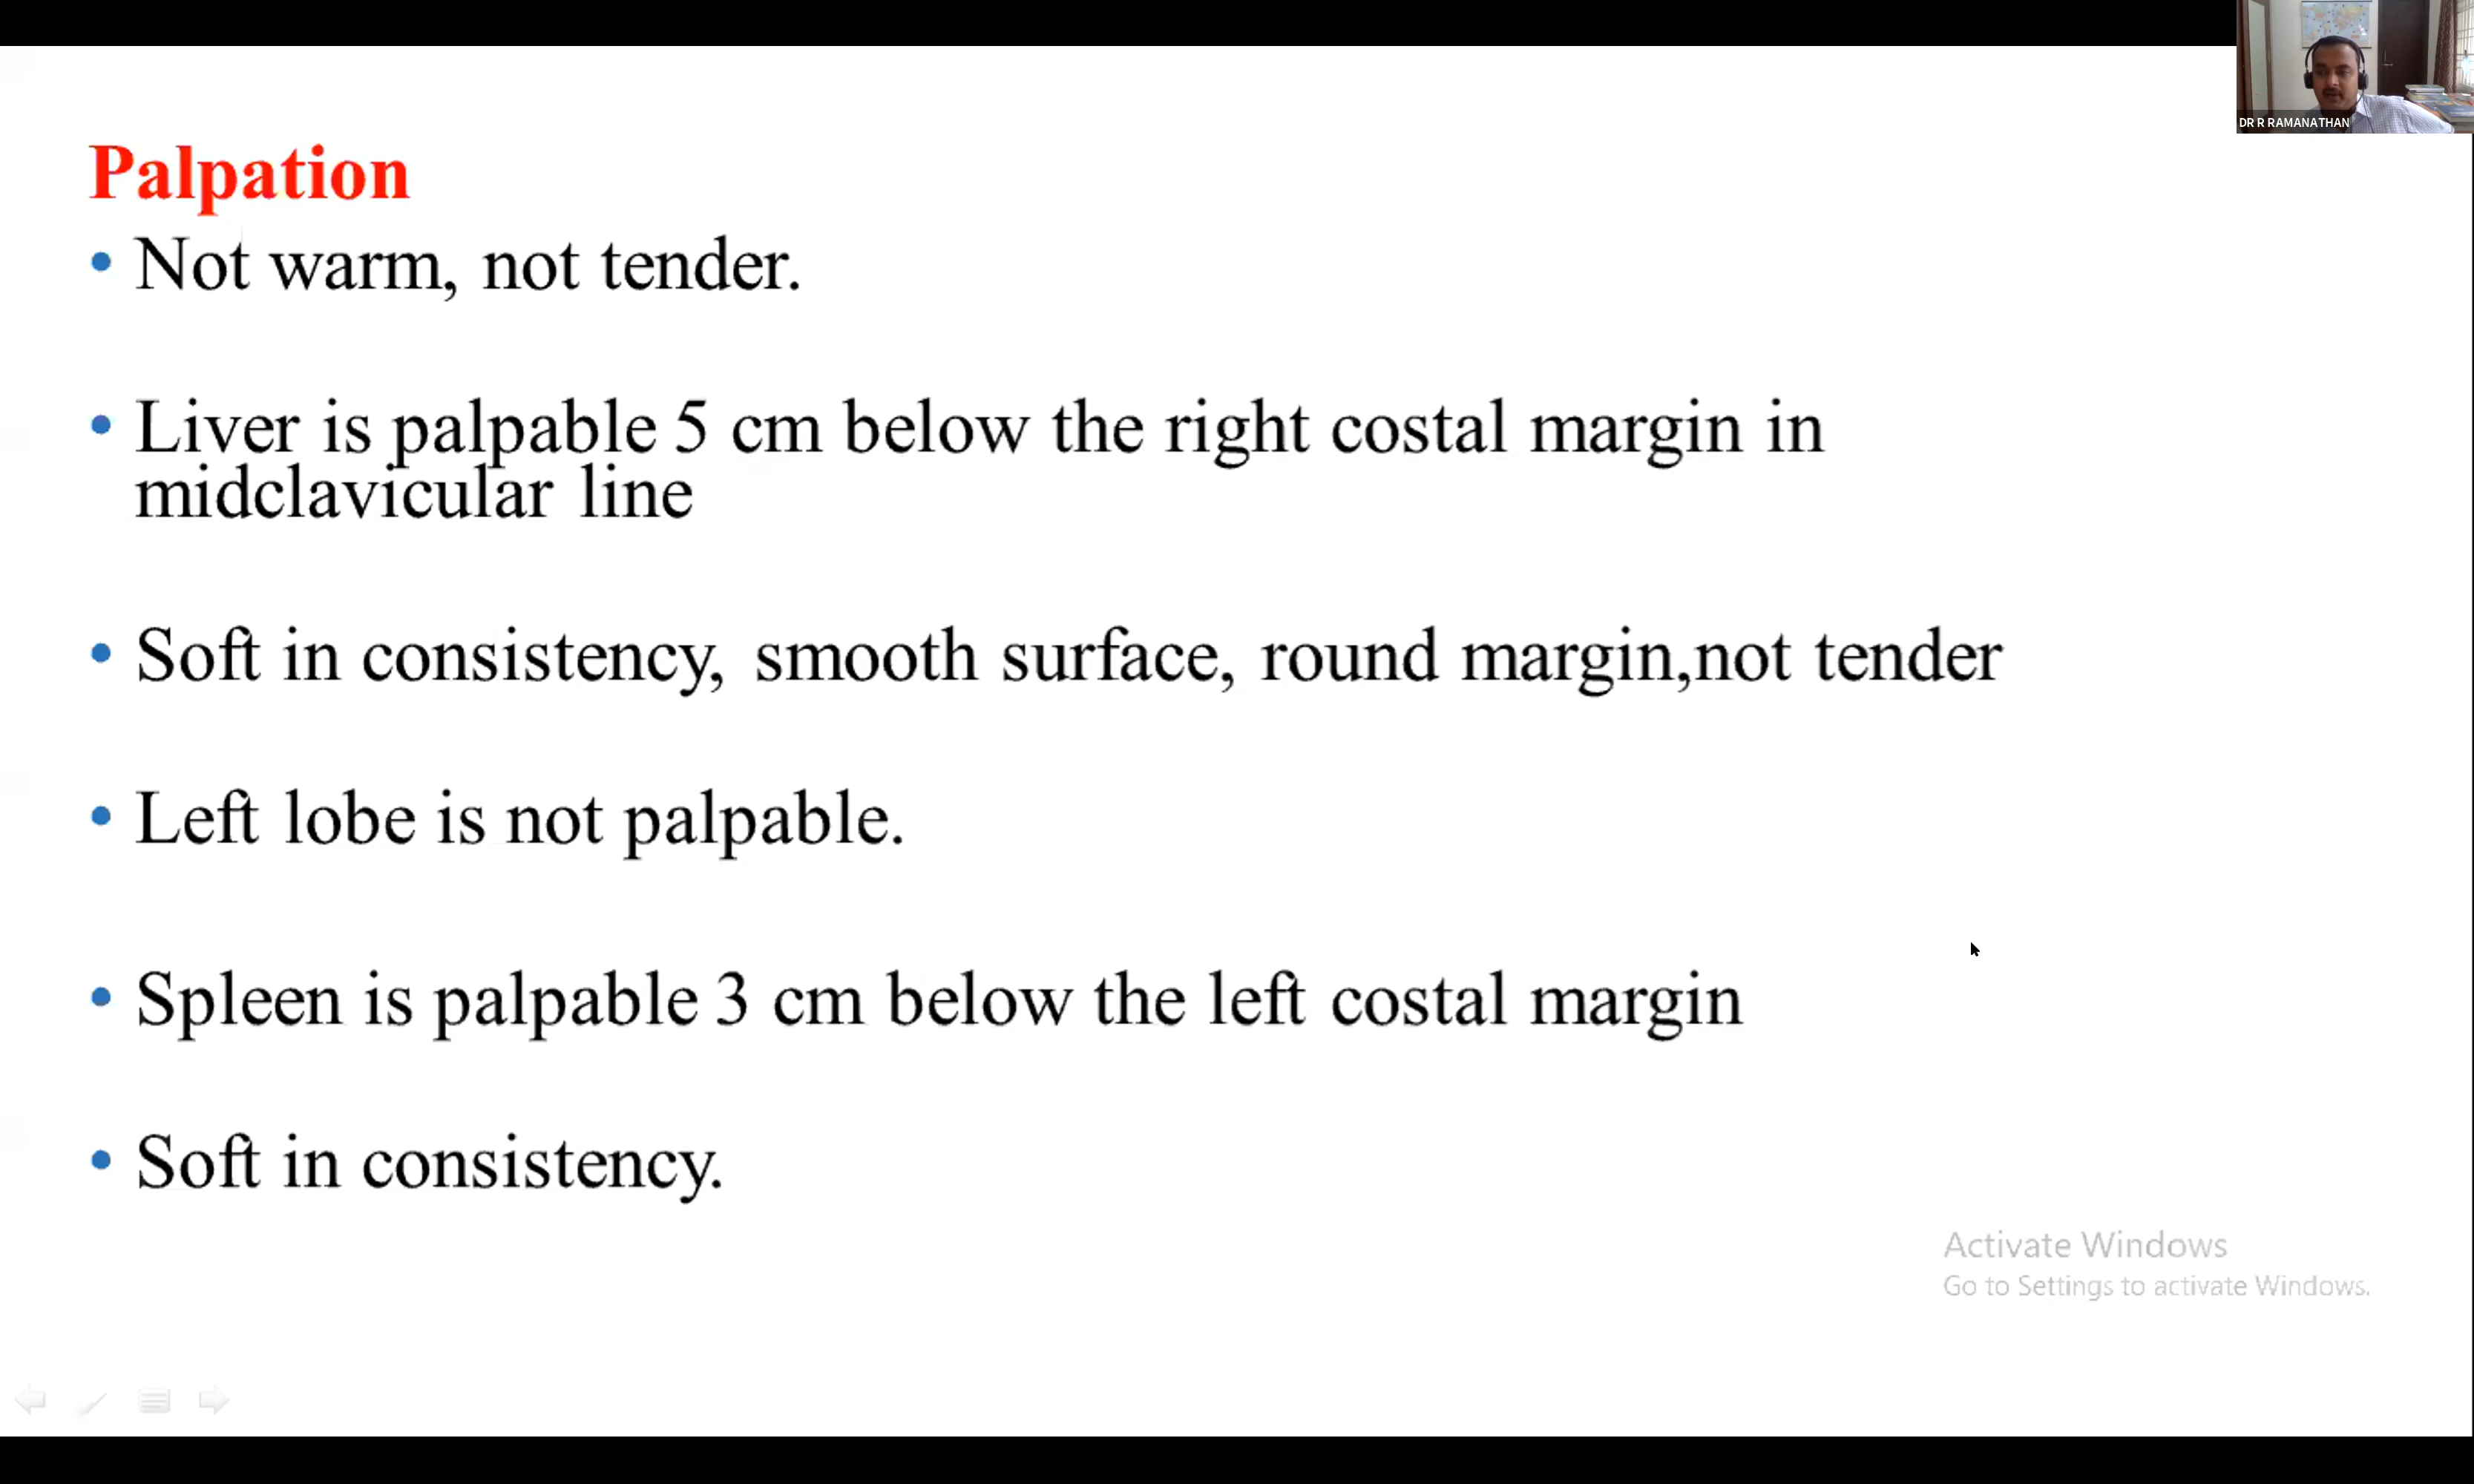 DR R RAMANATHAN
Palpation
• Not warm, not tender.
• Liver is palpable 5 cm below the right costal margin in
midclavicular line
• Soft in consistency, smooth surface, round margin,not tender
• Left lobe is not palpable.
• Spleen is palpable 3 cm below the left costal margin
• Soft in consistency.
Activate Windows
Go to Settings to activate Windows.